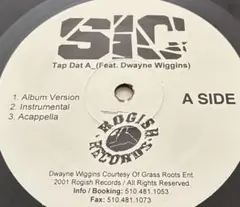 SIC
Tap Dat A_(Feat. Dwayne Wiggins)
A SIDE
1. Album Version
2. Instrumental
3. Acappella
ROGISH
RECORDS
Dwayne Wiggins Courtesy Of Grass Roots Ent.
2001 Rogish Records / All Rights Reserved
Info / Booking: 510.481.1053
Fax: 510.481.1073